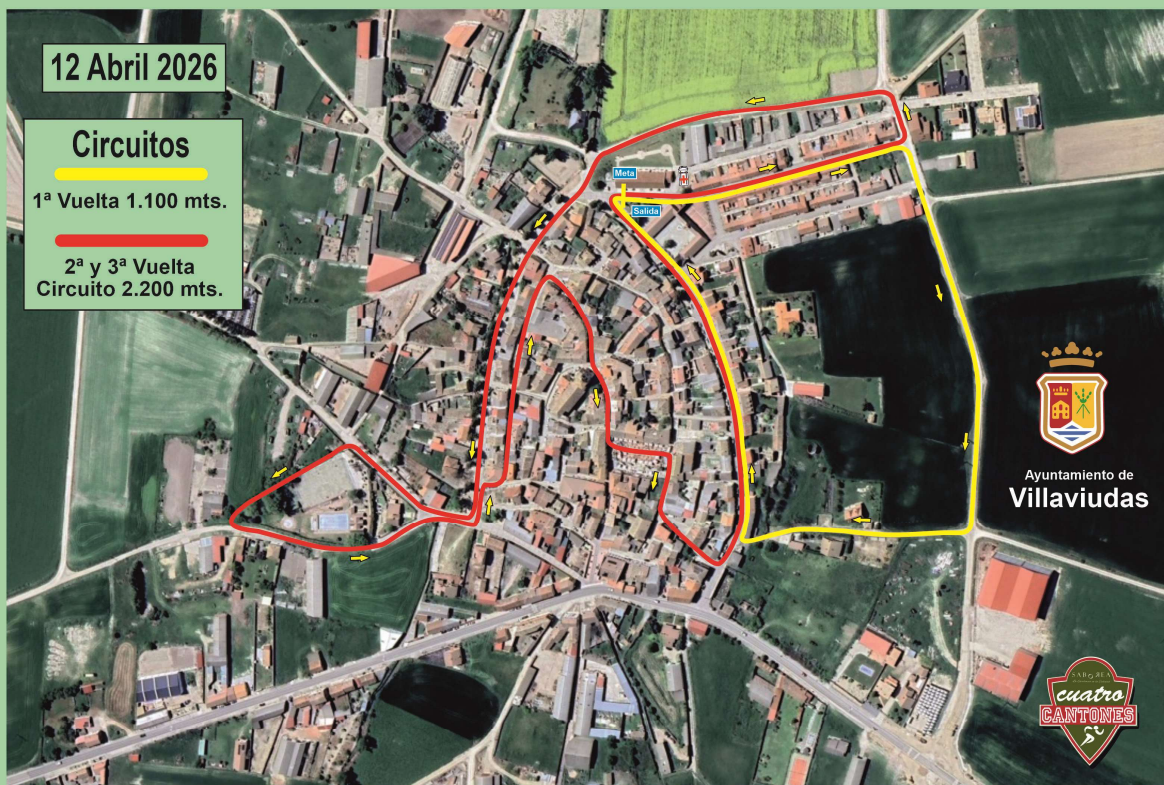 12 Abril 2026
Circuitos
1ª Vuelta 1.100 mts.
2ª y 3ª Vuelta
Circuito 2.200 mts.
Meta
Salida
Ayuntamiento de
Villaviudas
SABOREA
cuatro
CANTONES